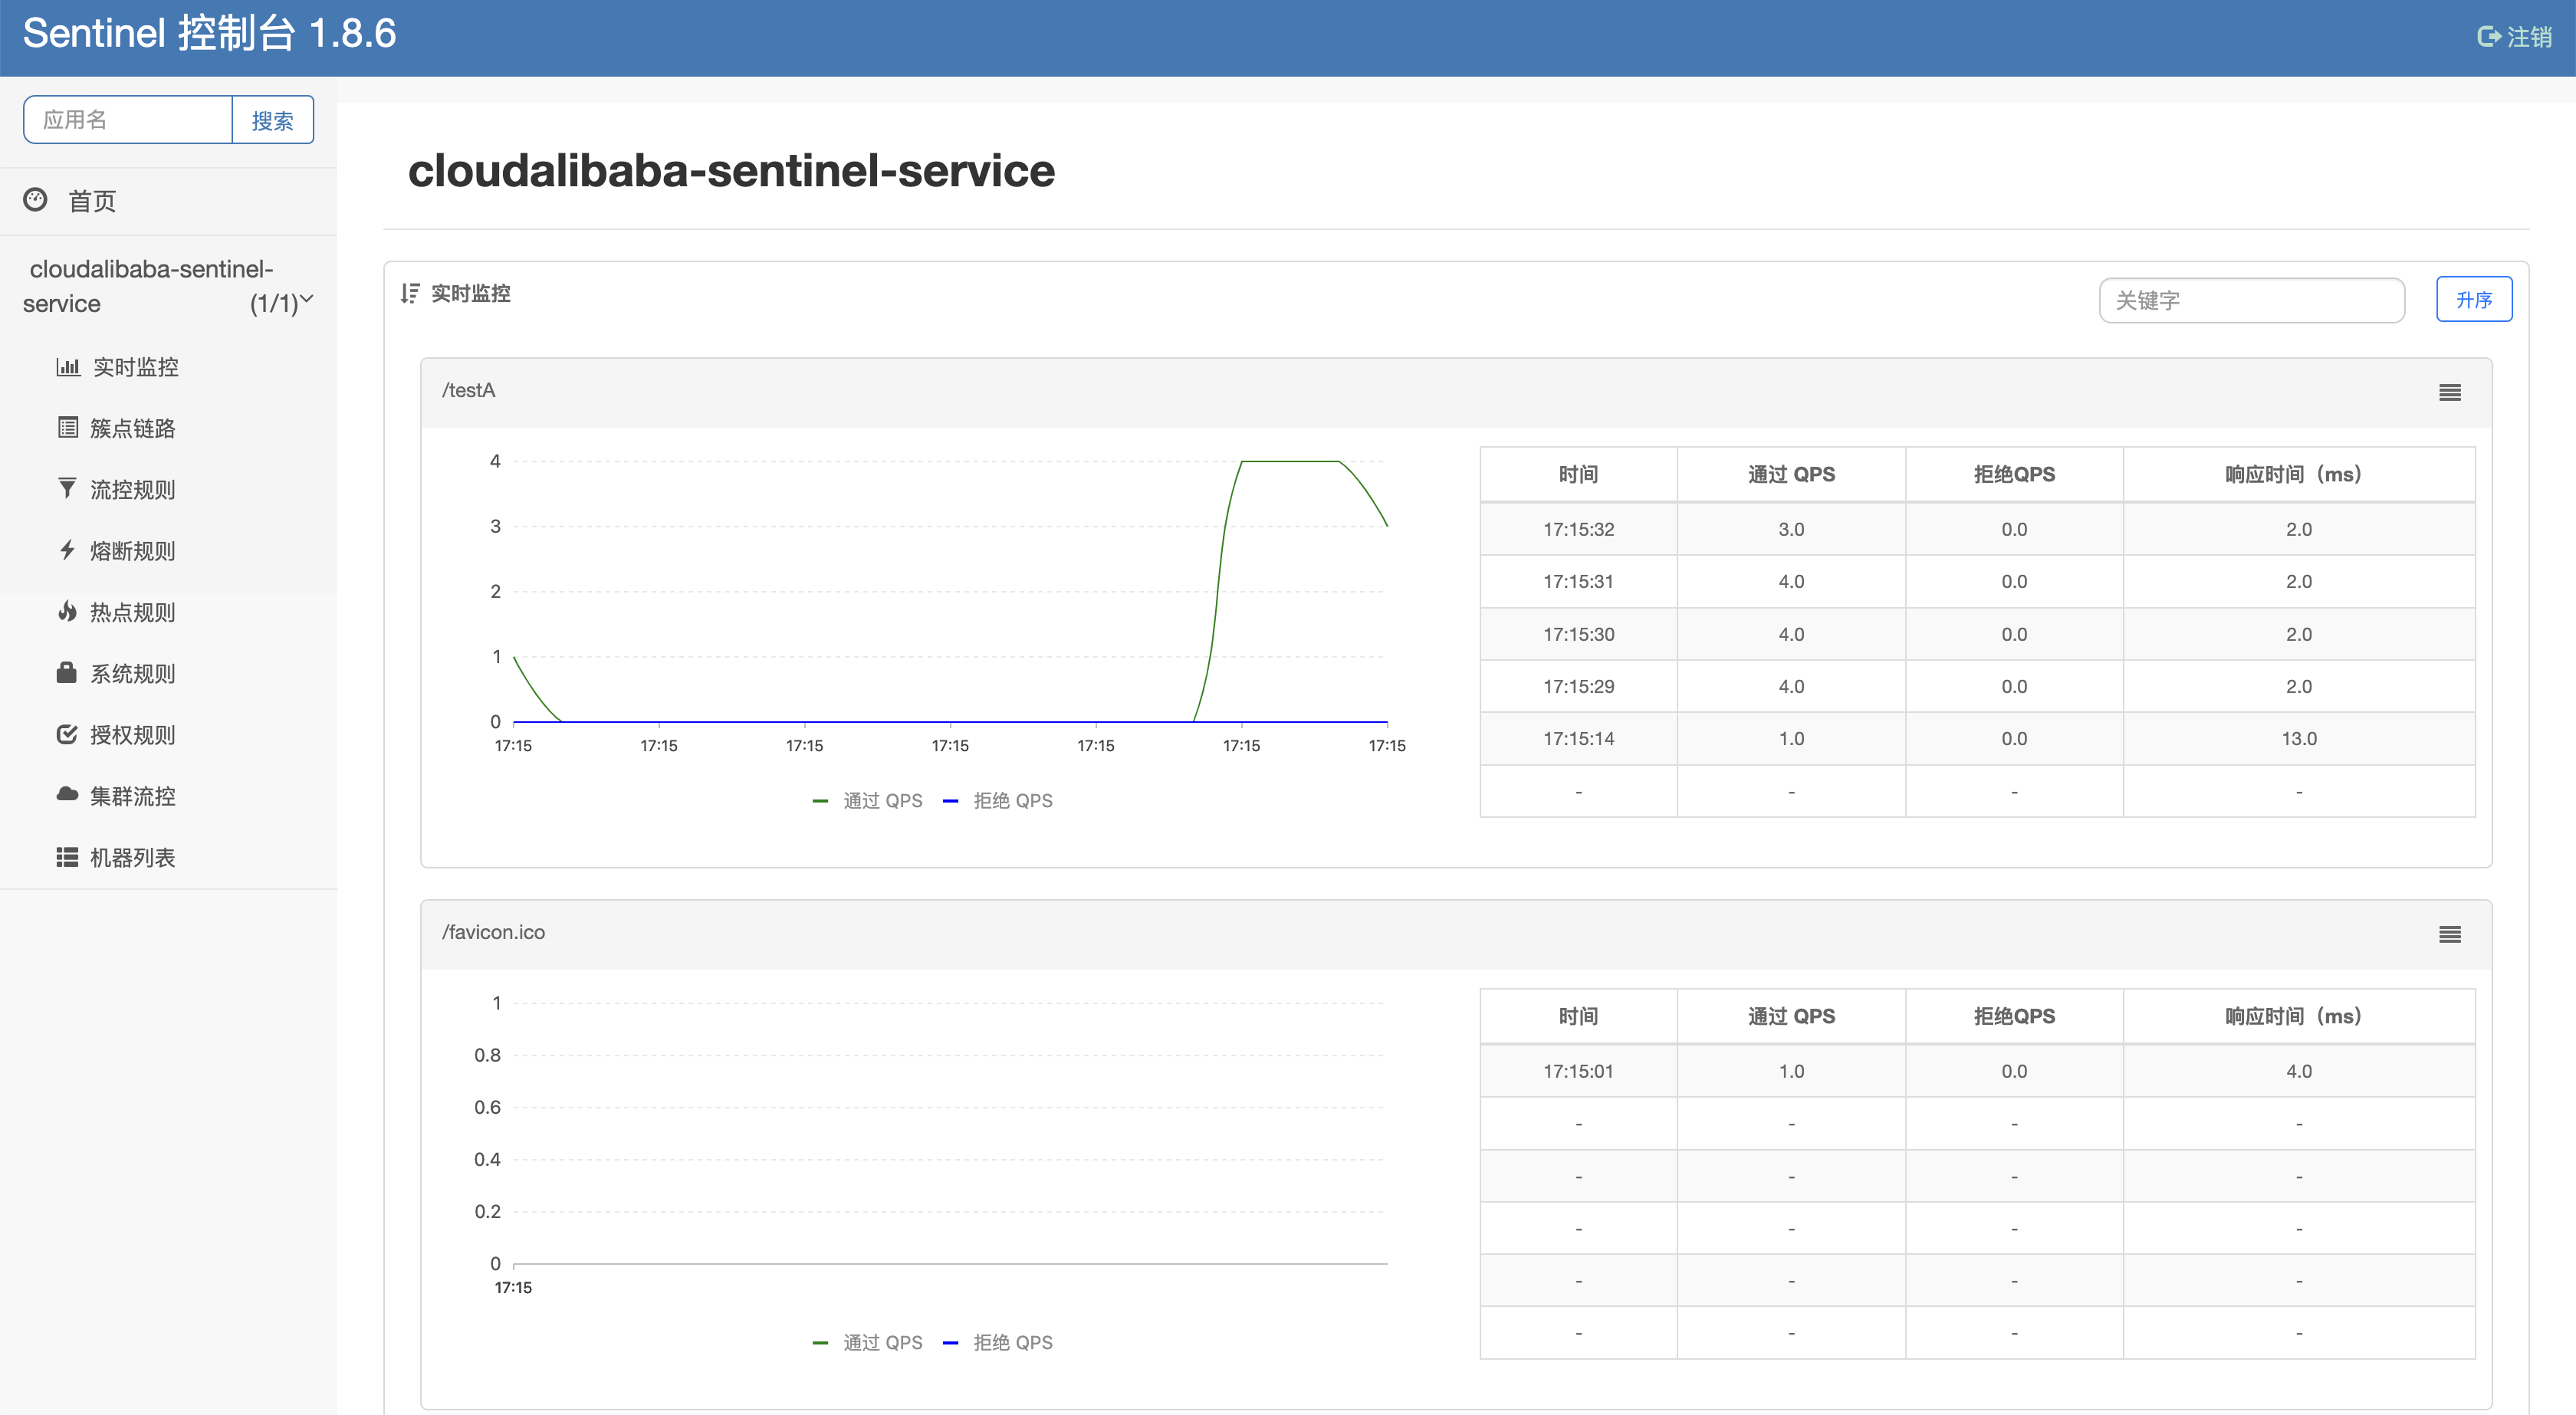 Sentinel 控制台 1.8.6
注销
应用名
搜索
首页
cloudalibaba-sentinel-
service (1/1)
实时监控
簇点链路
流控规则
熔断规则
热点规则
系统规则
授权规则
集群流控
机器列表
cloudalibaba-sentinel-service
实时监控
关键字
升序
/testA
4
3
2
1
0
17:15 17:15 17:15 17:15 17:15 17:15 17:15
通过 QPS 拒绝 QPS
时间 通过 QPS 拒绝QPS 响应时间（ms）
17:15:32 3.0 0.0 2.0
17:15:31 4.0 0.0 2.0
17:15:30 4.0 0.0 2.0
17:15:29 4.0 0.0 2.0
17:15:14 1.0 0.0 13.0
- - - -
/favicon.ico
1
0.8
0.6
0.4
0.2
0
17:15
通过 QPS 拒绝 QPS
时间 通过 QPS 拒绝QPS 响应时间（ms）
17:15:01 1.0 0.0 4.0
- - - -
- - - -
- - - -
- - - -
- - - -